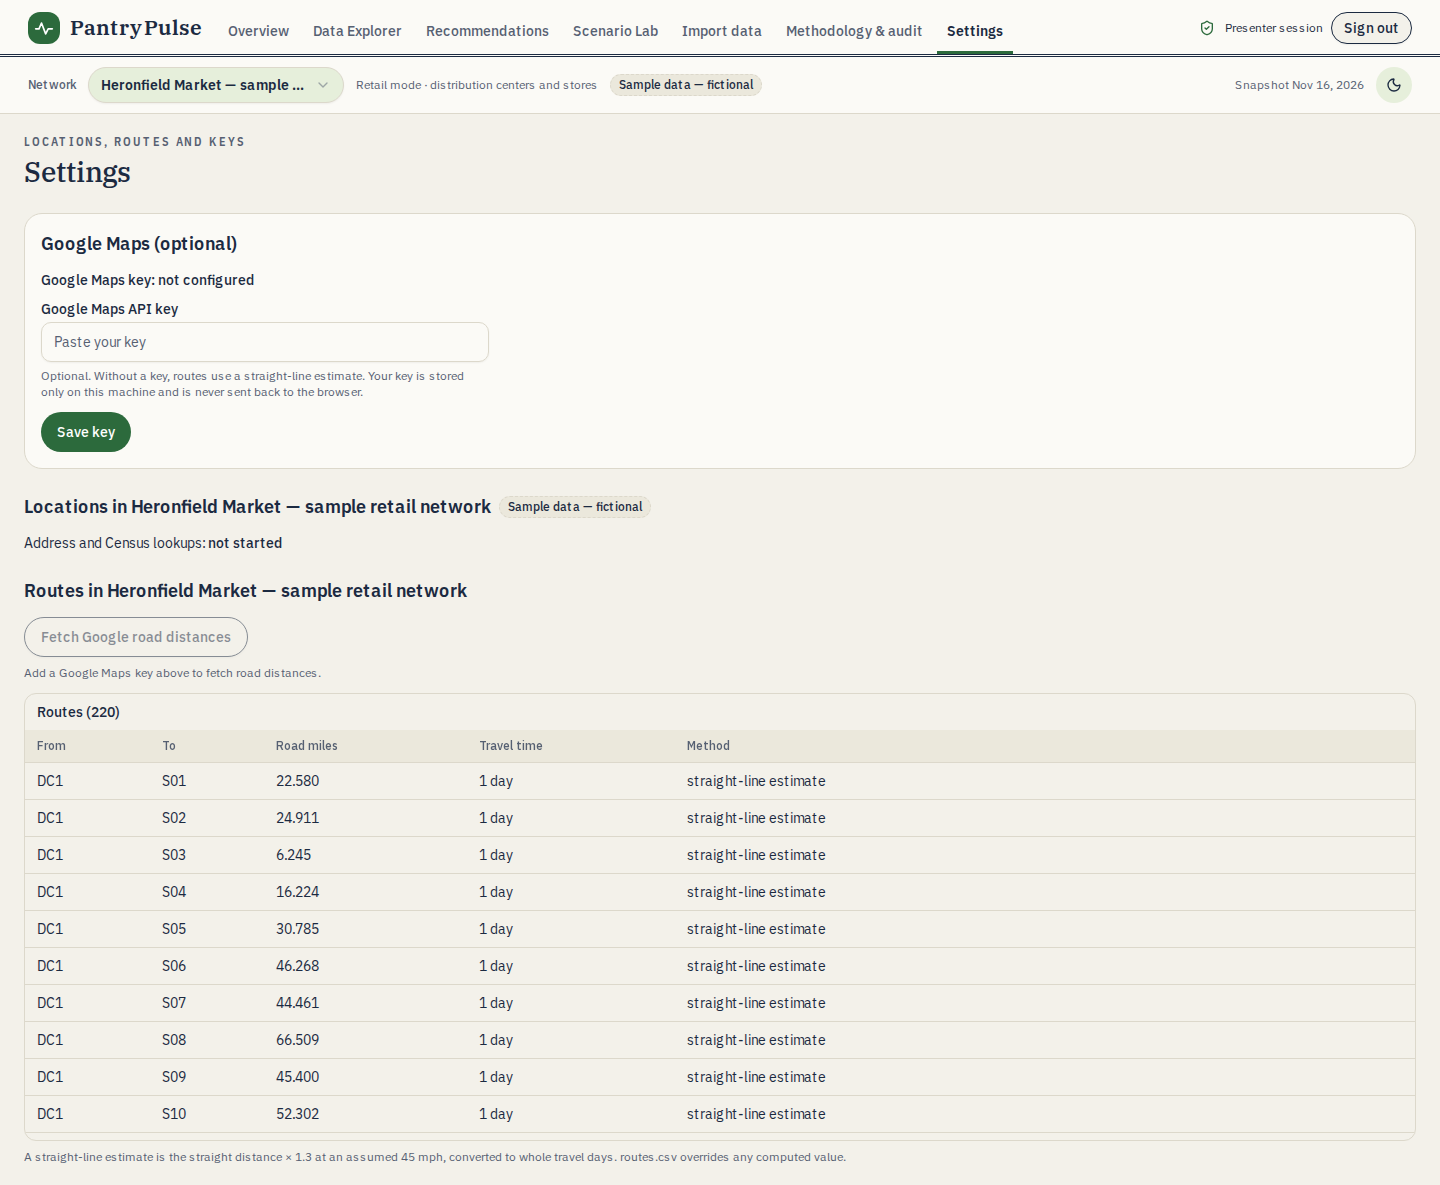 PantryPulse
Overview
Data Explorer
Recommendations
Scenario Lab
Import data
Methodology & audit
Settings
Presenter session
Sign out
Network
Heronfield Market — sample ...
Retail mode · distribution centers and stores
Sample data — fictional
Snapshot Nov 16, 2026
LOCATIONS, ROUTES AND KEYS
Settings
Google Maps (optional)
Google Maps key: not configured
Google Maps API key
Paste your key
Optional. Without a key, routes use a straight-line estimate. Your key is stored
only on this machine and is never sent back to the browser.
Save key
Locations in Heronfield Market — sample retail network
Sample data — fictional
Address and Census lookups: not started
Routes in Heronfield Market — sample retail network
Fetch Google road distances
Add a Google Maps key above to fetch road distances.
Routes (220)
From To Road miles Travel time Method
DC1 S01 22.580 1 day straight-line estimate
DC1 S02 24.911 1 day straight-line estimate
DC1 S03 6.245 1 day straight-line estimate
DC1 S04 16.224 1 day straight-line estimate
DC1 S05 30.785 1 day straight-line estimate
DC1 S06 46.268 1 day straight-line estimate
DC1 S07 44.461 1 day straight-line estimate
DC1 S08 66.509 1 day straight-line estimate
DC1 S09 45.400 1 day straight-line estimate
DC1 S10 52.302 1 day straight-line estimate
A straight-line estimate is the straight distance × 1.3 at an assumed 45 mph, converted to whole travel days. routes.csv overrides any computed value.